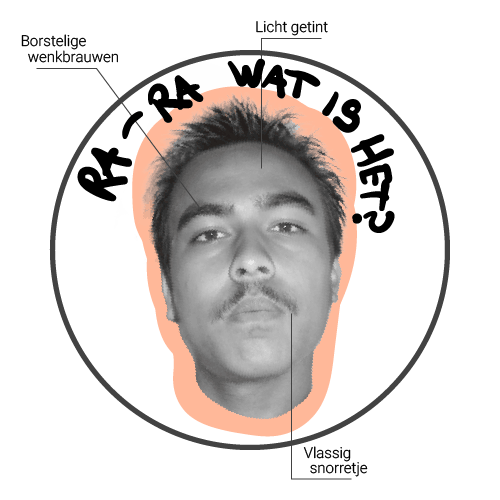 Licht getint
Borstelige
wenkbrauwen
RA-RA WAT IS HET?
Vlassig
snorretje